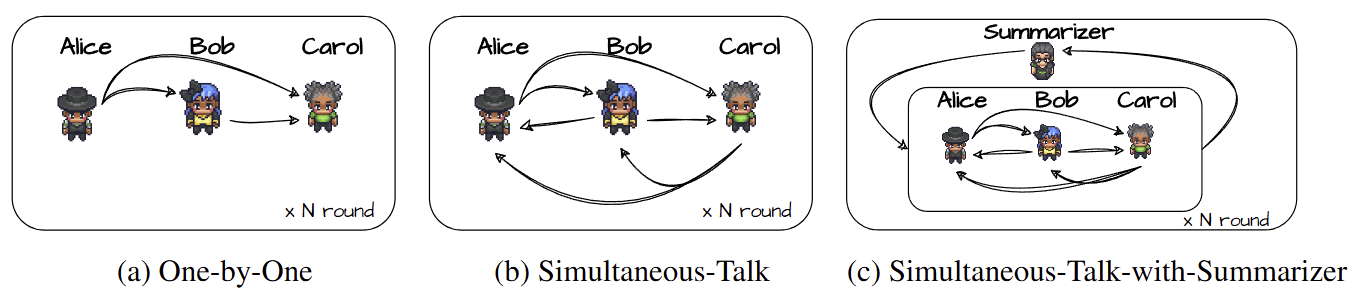 Alice Bob Carol
x N round
(a) One-by-One
Alice Bob Carol
x N round
(b) Simultaneous-Talk
Summarizer
Alice Bob Carol
x N round
(c) Simultaneous-Talk-with-Summarizer